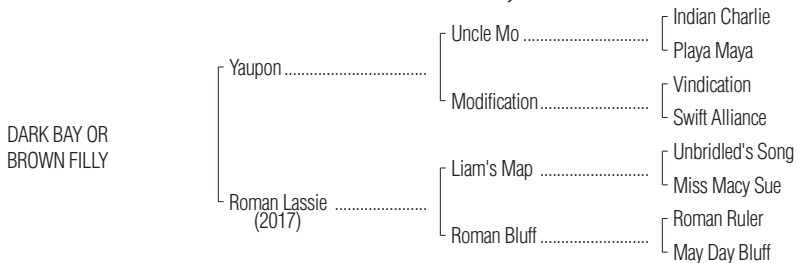 Indian Charlie
Uncle Mo ..............................
Playa Maya
Yaupon .................................
Vindication
Modification..........................
Swift Alliance
DARK BAY OR
BROWN FILLY
Unbridled's Song
Liam's Map ...........................
Miss Macy Sue
Roman Lassie ......................
(2017)
Roman Ruler
Roman Bluff .........................
May Day Bluff